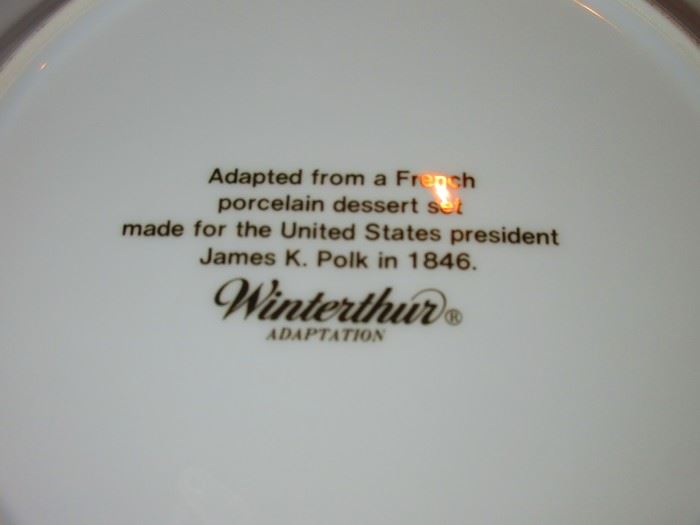 Adapted from a French
porcelain dessert set
made for the United States president
James K. Polk in 1846.
Winterthur®
ADAPTATION